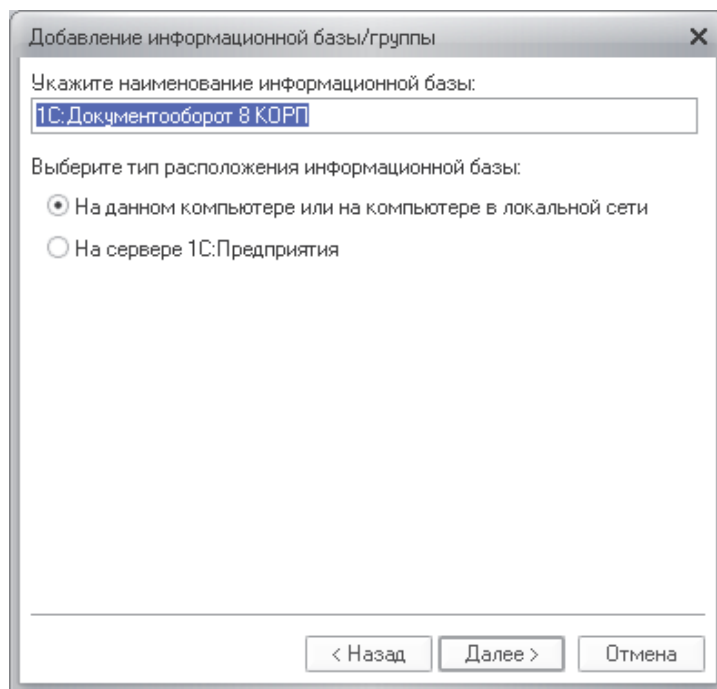 Добавление информационной базы/группы
Укажите наименование информационной базы:
1С:Документооборот 8 КОРП
Выберите тип расположения информационной базы:
На данном компьютере или на компьютере в локальной сети
На сервере 1С:Предприятия
< Назад Далее > Отмена